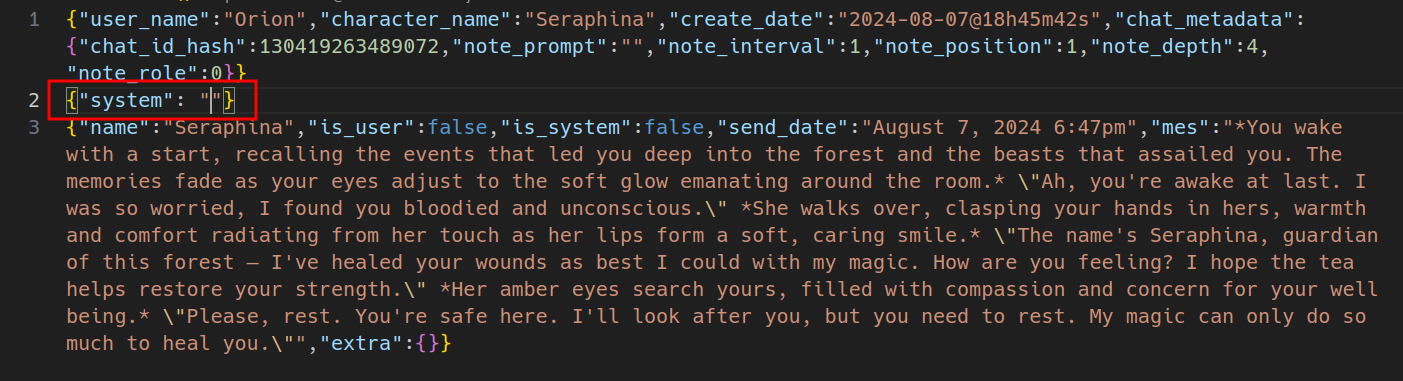 1 {"user_name":"Orion","character_name":"Seraphina","create_date":"2024-08-07@18h45m42s","chat_metadata":
{"chat_id_hash":130419263489072,"note_prompt":"","note_interval":1,"note_position":1,"note_depth":4,
"note_role":0}}
2 {"system": ""}
3 {"name":"Seraphina","is_user":false,"is_system":false,"send_date":"August 7, 2024 6:47pm","mes":"*You wake
with a start, recalling the events that led you deep into the forest and the beasts that assailed you. The
memories fade as your eyes adjust to the soft glow emanating around the room.* \"Ah, you're awake at last. I
was so worried, I found you bloodied and unconscious.\" *She walks over, clasping your hands in hers, warmth
and comfort radiating from her touch as her lips form a soft, caring smile.* \"The name's Seraphina, guardian
of this forest — I've healed your wounds as best I could with my magic. How are you feeling? I hope the tea
helps restore your strength.\" *Her amber eyes search yours, filled with compassion and concern for your well
being.* \"Please, rest. You're safe here. I'll look after you, but you need to rest. My magic can only do so
much to heal you.\"","extra":{}}